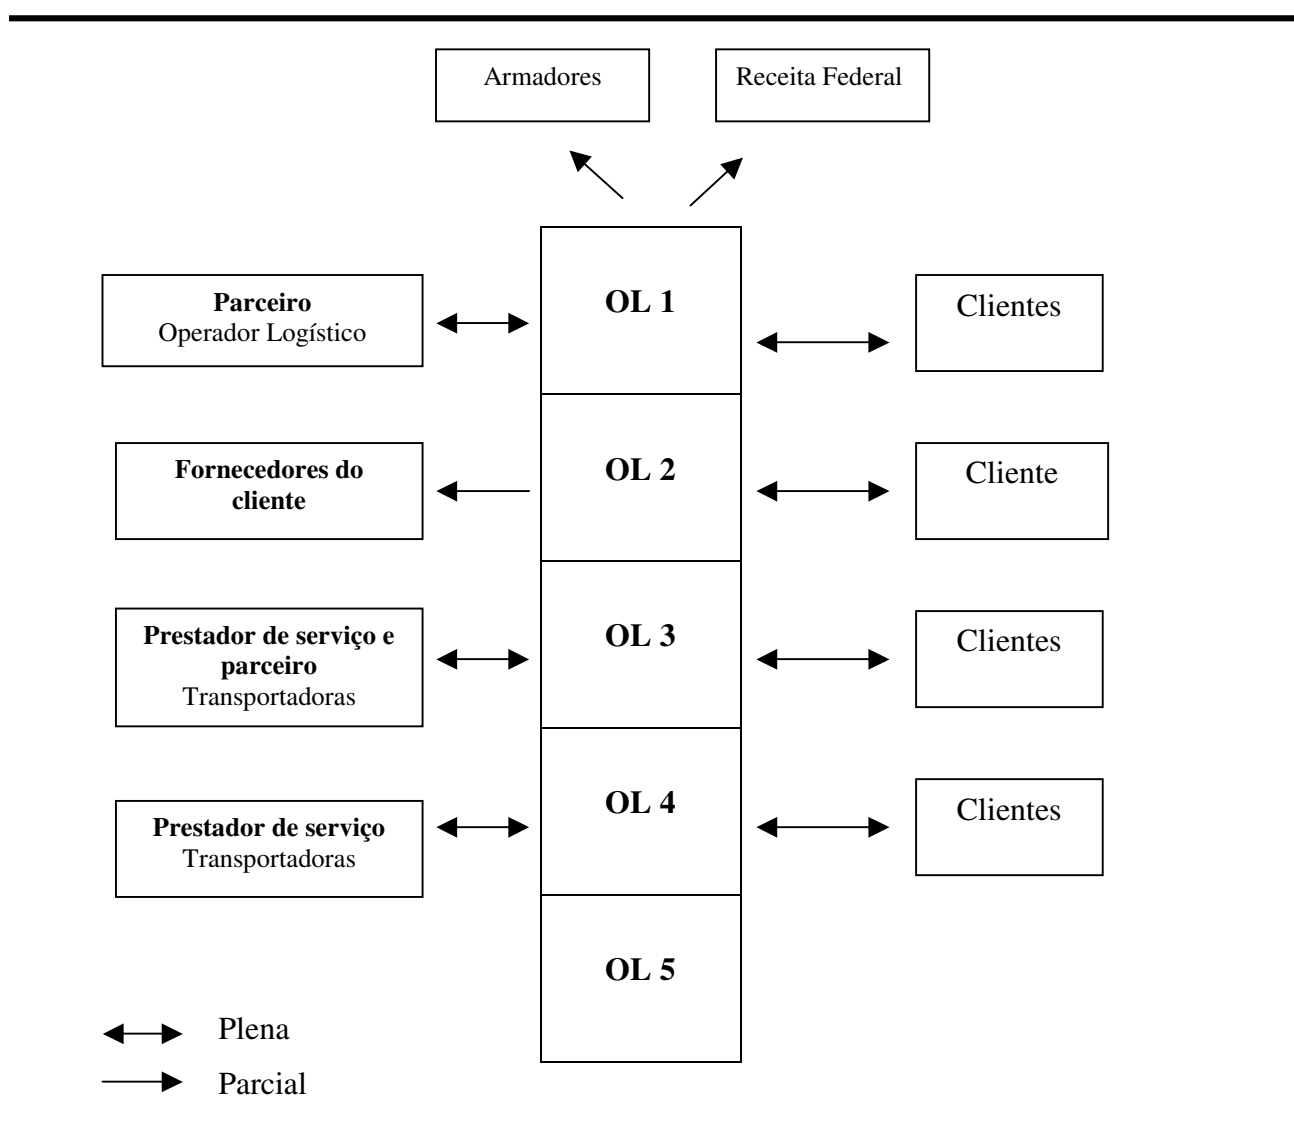 Armadores
Receita Federal
Parceiro
Operador Logístico
OL 1
Clientes
Fornecedores do
cliente
OL 2
Cliente
Prestador de serviço e
parceiro
Transportadoras
OL 3
Clientes
Prestador de serviço
Transportadoras
OL 4
Clientes
OL 5
Plena
Parcial